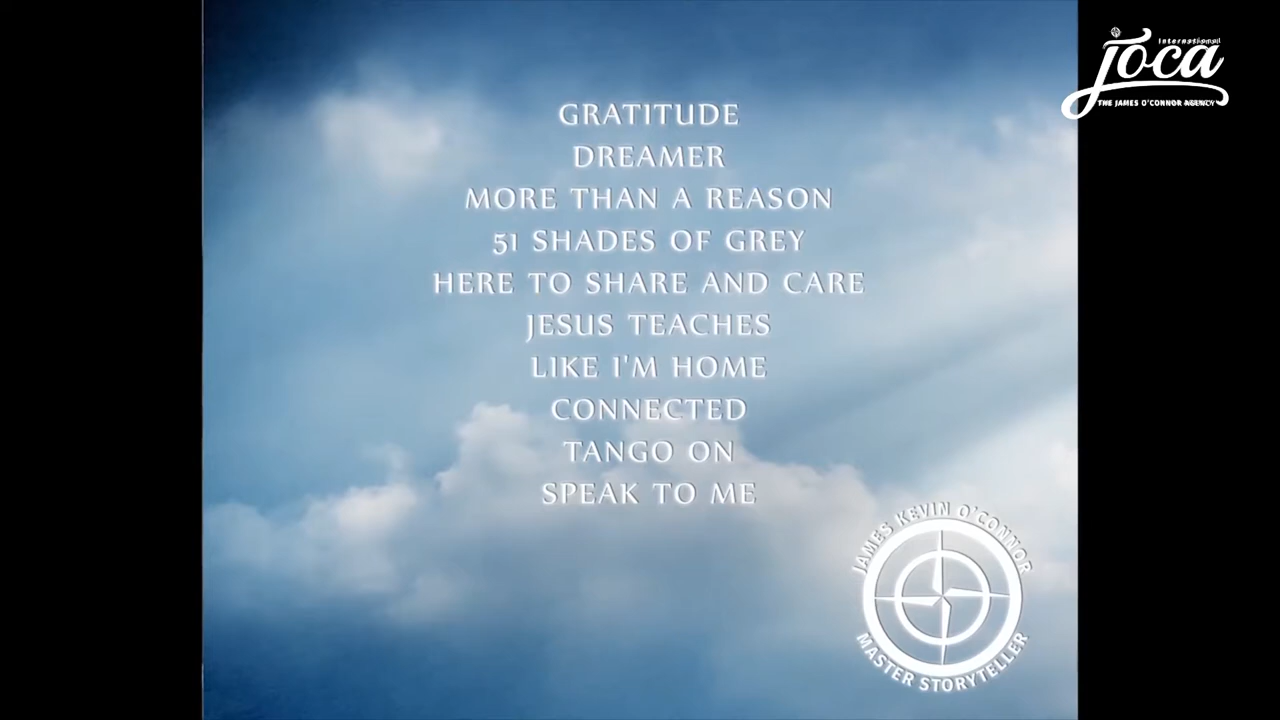 International
joca
THE JAMES O'CONNOR AGENCY
GRATITUDE
DREAMER
MORE THAN A REASON
51 SHADES OF GREY
HERE TO SHARE AND CARE
JESUS TEACHES
LIKE I'M HOME
CONNECTED
TANGO ON
SPEAK TO ME
JAMES KEVIN O'CONNOR
MASTER STORYTELLER